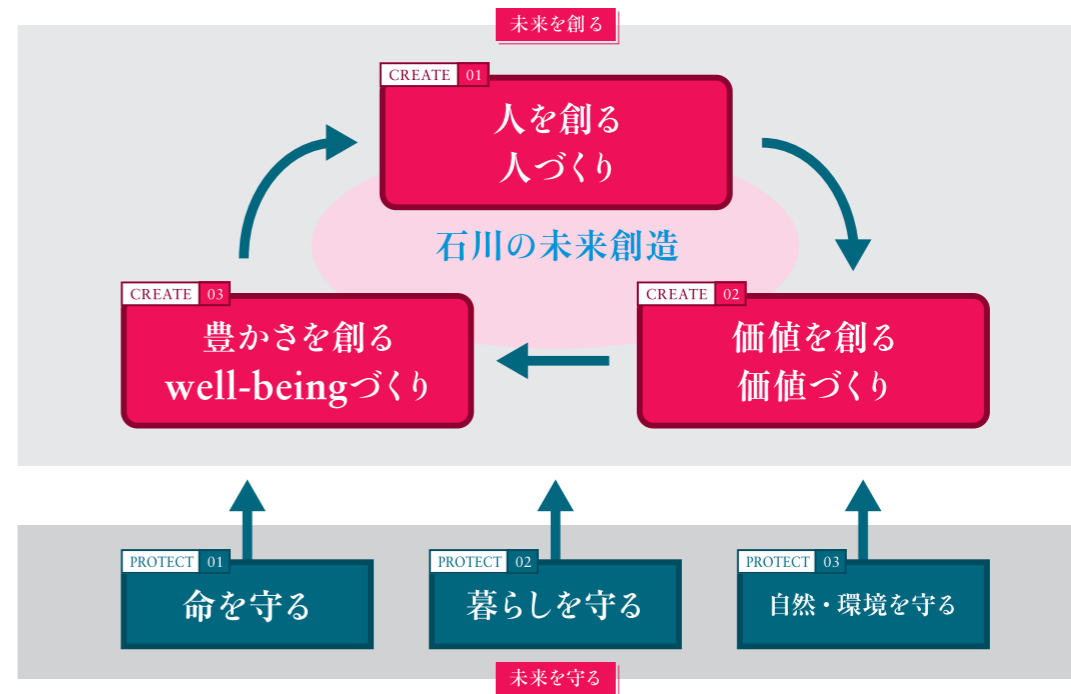 未来を創る
CREATE 01
人を創る
人づくり
石川の未来創造
CREATE 03
豊かさを創る
well-beingづくり
CREATE 02
価値を創る
価値づくり
PROTECT 01
命を守る
PROTECT 02
暮らしを守る
PROTECT 03
自然・環境を守る
未来を守る